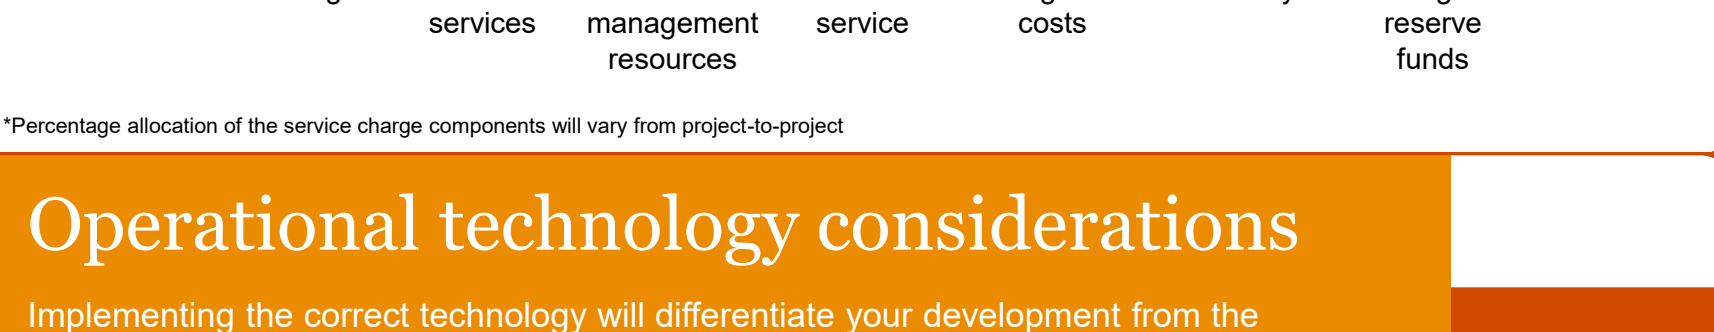 services management service costs reserve
resources funds
*Percentage allocation of the service charge components will vary from project-to-project
Operational technology considerations
Implementing the correct technology will differentiate your development from the